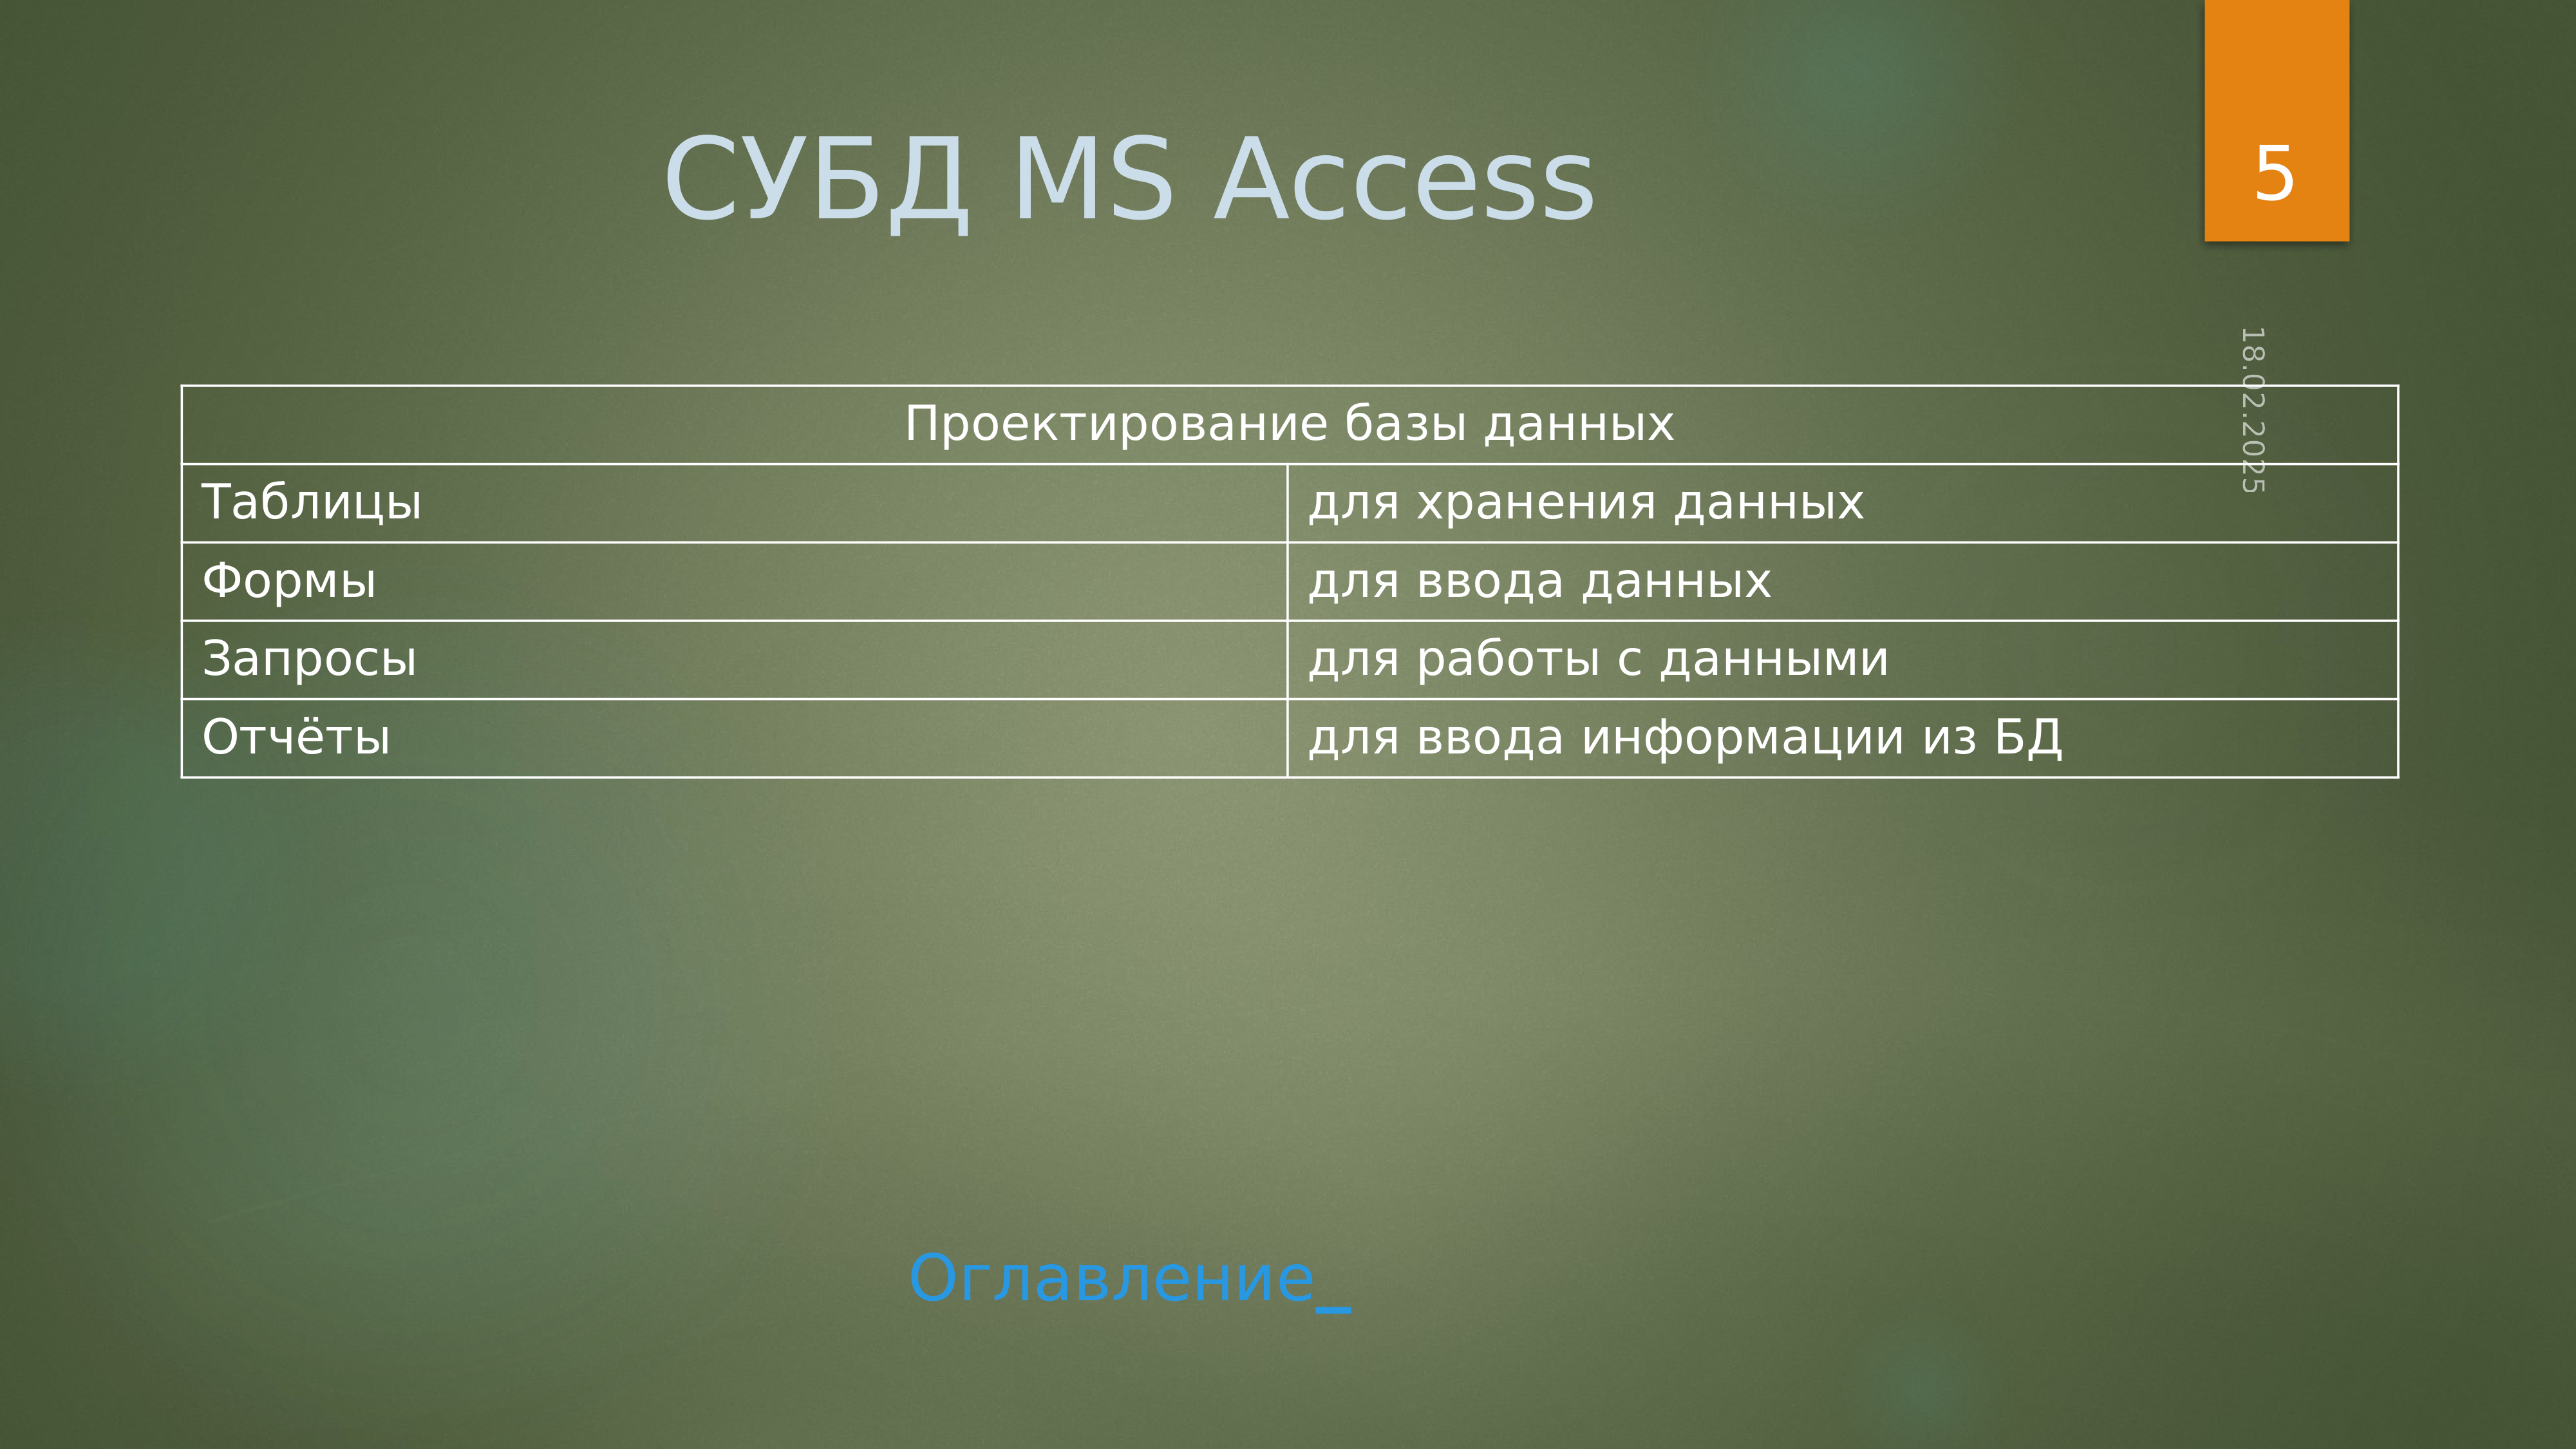 СУБД MS Access
5
18.02.2025
Проектирование базы данных
Таблицы для хранения данных
Формы для ввода данных
Запросы для работы с данными
Отчёты для ввода информации из БД
Оглавление_